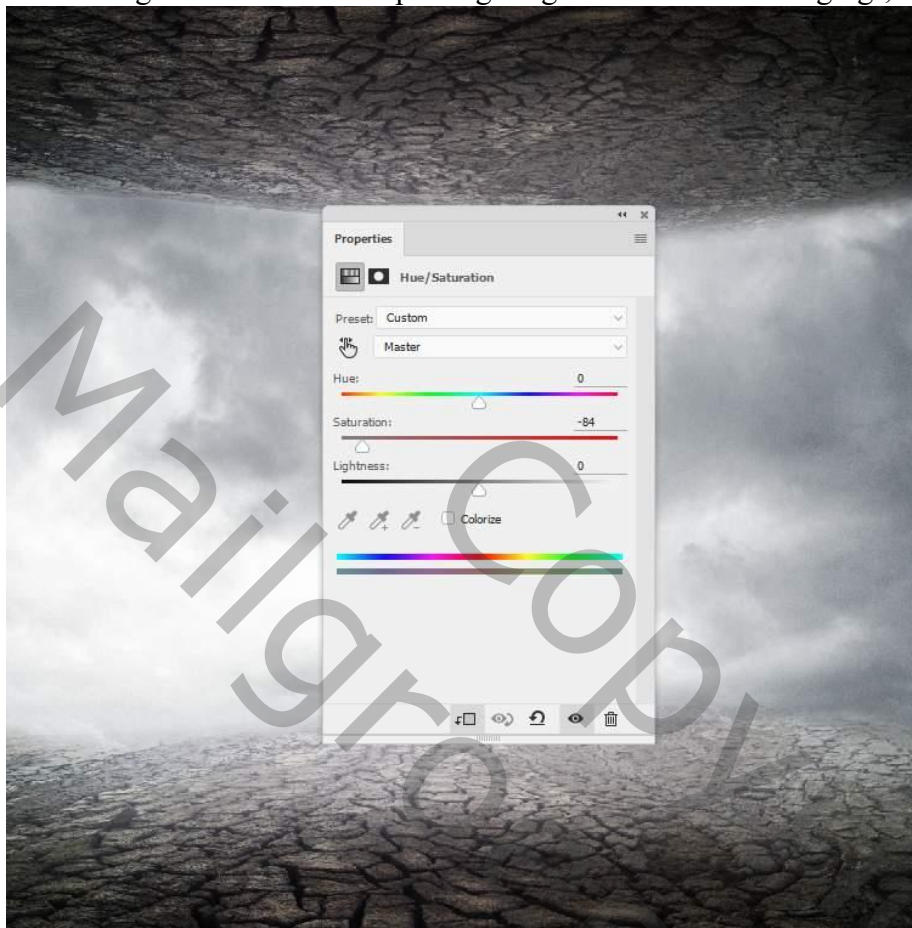 Properties
Hue/Saturation
Preset: Custom
Master
Hue: 0
Saturation: -84
Lightness: 0
Colorize
Mailgro
Copy